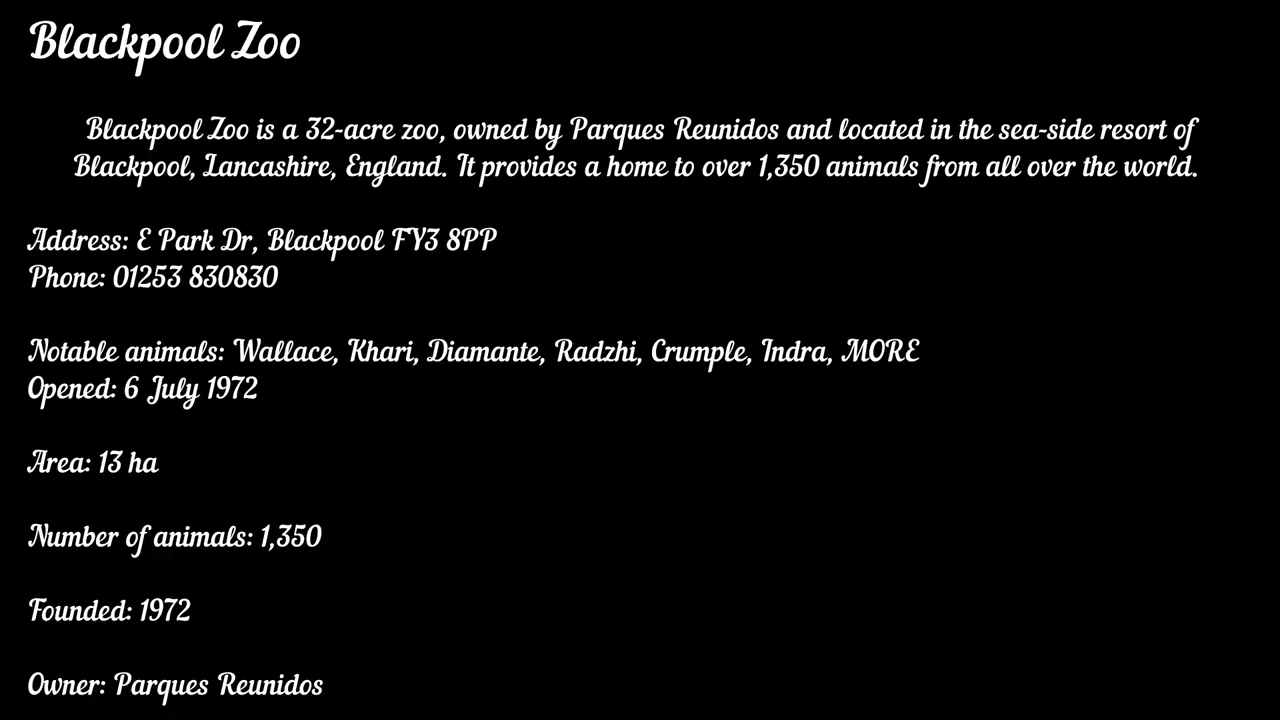 Blackpool Zoo
Blackpool Zoo is a 32-acre zoo, owned by Parques Reunidos and located in the sea-side resort of
Blackpool, Lancashire, England. It provides a home to over 1,350 animals from all over the world.
Address: E Park Dr, Blackpool FY3 8PP
Phone: 01253 830830
Notable animals: Wallace, Khari, Diamante, Radzhi, Crumple, Indra, MORE
Opened: 6 July 1972
Area: 13 ha
Number of animals: 1,350
Founded: 1972
Owner: Parques Reunidos